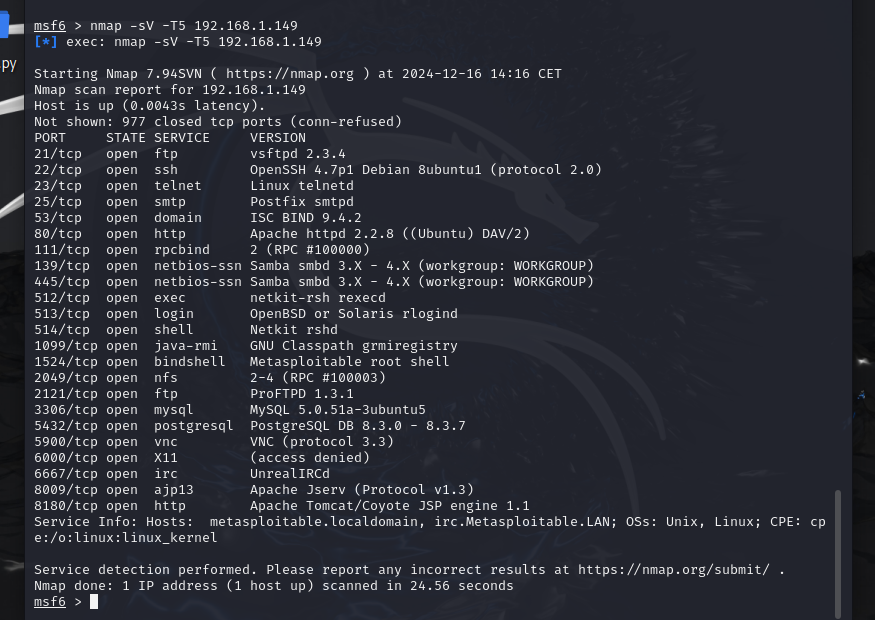 msf6 > nmap -sV -T5 192.168.1.149
[*] exec: nmap -sV -T5 192.168.1.149
.py
Starting Nmap 7.94SVN ( https://nmap.org ) at 2024-12-16 14:16 CET
Nmap scan report for 192.168.1.149
Host is up (0.0043s latency).
Not shown: 977 closed tcp ports (conn-refused)
PORT     STATE SERVICE     VERSION
21/tcp   open  ftp         vsftpd 2.3.4
22/tcp   open  ssh         OpenSSH 4.7p1 Debian 8ubuntu1 (protocol 2.0)
23/tcp   open  telnet      Linux telnetd
25/tcp   open  smtp        Postfix smtpd
53/tcp   open  domain      ISC BIND 9.4.2
80/tcp   open  http        Apache httpd 2.2.8 ((Ubuntu) DAV/2)
111/tcp  open  rpcbind     2 (RPC #100000)
139/tcp  open  netbios-ssn Samba smbd 3.X - 4.X (workgroup: WORKGROUP)
445/tcp  open  netbios-ssn Samba smbd 3.X - 4.X (workgroup: WORKGROUP)
512/tcp  open  exec        netkit-rsh rexecd
513/tcp  open  login       OpenBSD or Solaris rlogind
514/tcp  open  shell       Netkit rshd
1099/tcp open  java-rmi    GNU Classpath grmiregistry
1524/tcp open  bindshell   Metasploitable root shell
2049/tcp open  nfs         2-4 (RPC #100003)
2121/tcp open  ftp         ProFTPD 1.3.1
3306/tcp open  mysql       MySQL 5.0.51a-3ubuntu5
5432/tcp open  postgresql  PostgreSQL DB 8.3.0 - 8.3.7
5900/tcp open  vnc         VNC (protocol 3.3)
6000/tcp open  X11         (access denied)
6667/tcp open  irc         UnrealIRCd
8009/tcp open  ajp13       Apache Jserv (Protocol v1.3)
8180/tcp open  http        Apache Tomcat/Coyote JSP engine 1.1
Service Info: Hosts:  metasploitable.localdomain, irc.Metasploitable.LAN; OSs: Unix, Linux; CPE: cp
e:/o:linux:linux_kernel
Service detection performed. Please report any incorrect results at https://nmap.org/submit/ .
Nmap done: 1 IP address (1 host up) scanned in 24.56 seconds
msf6 >